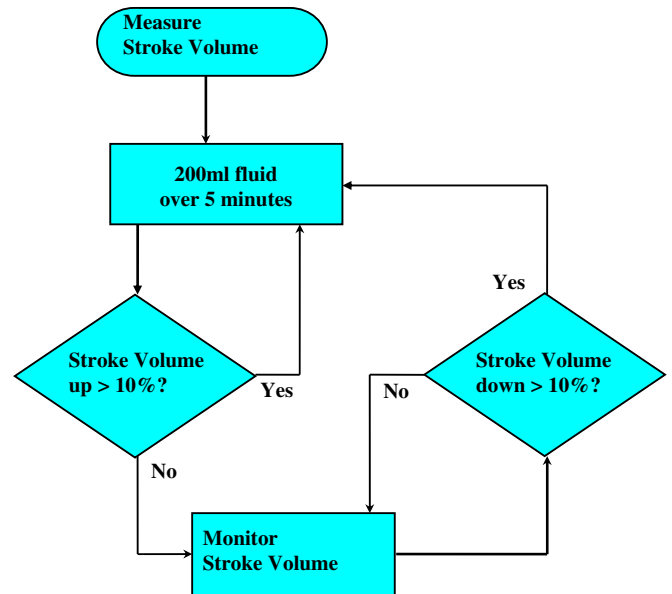 Measure
Stroke Volume
200ml fluid
over 5 minutes
Stroke Volume
up > 10%?
Yes
No
Monitor
Stroke Volume
Stroke Volume
down > 10%?
Yes
No